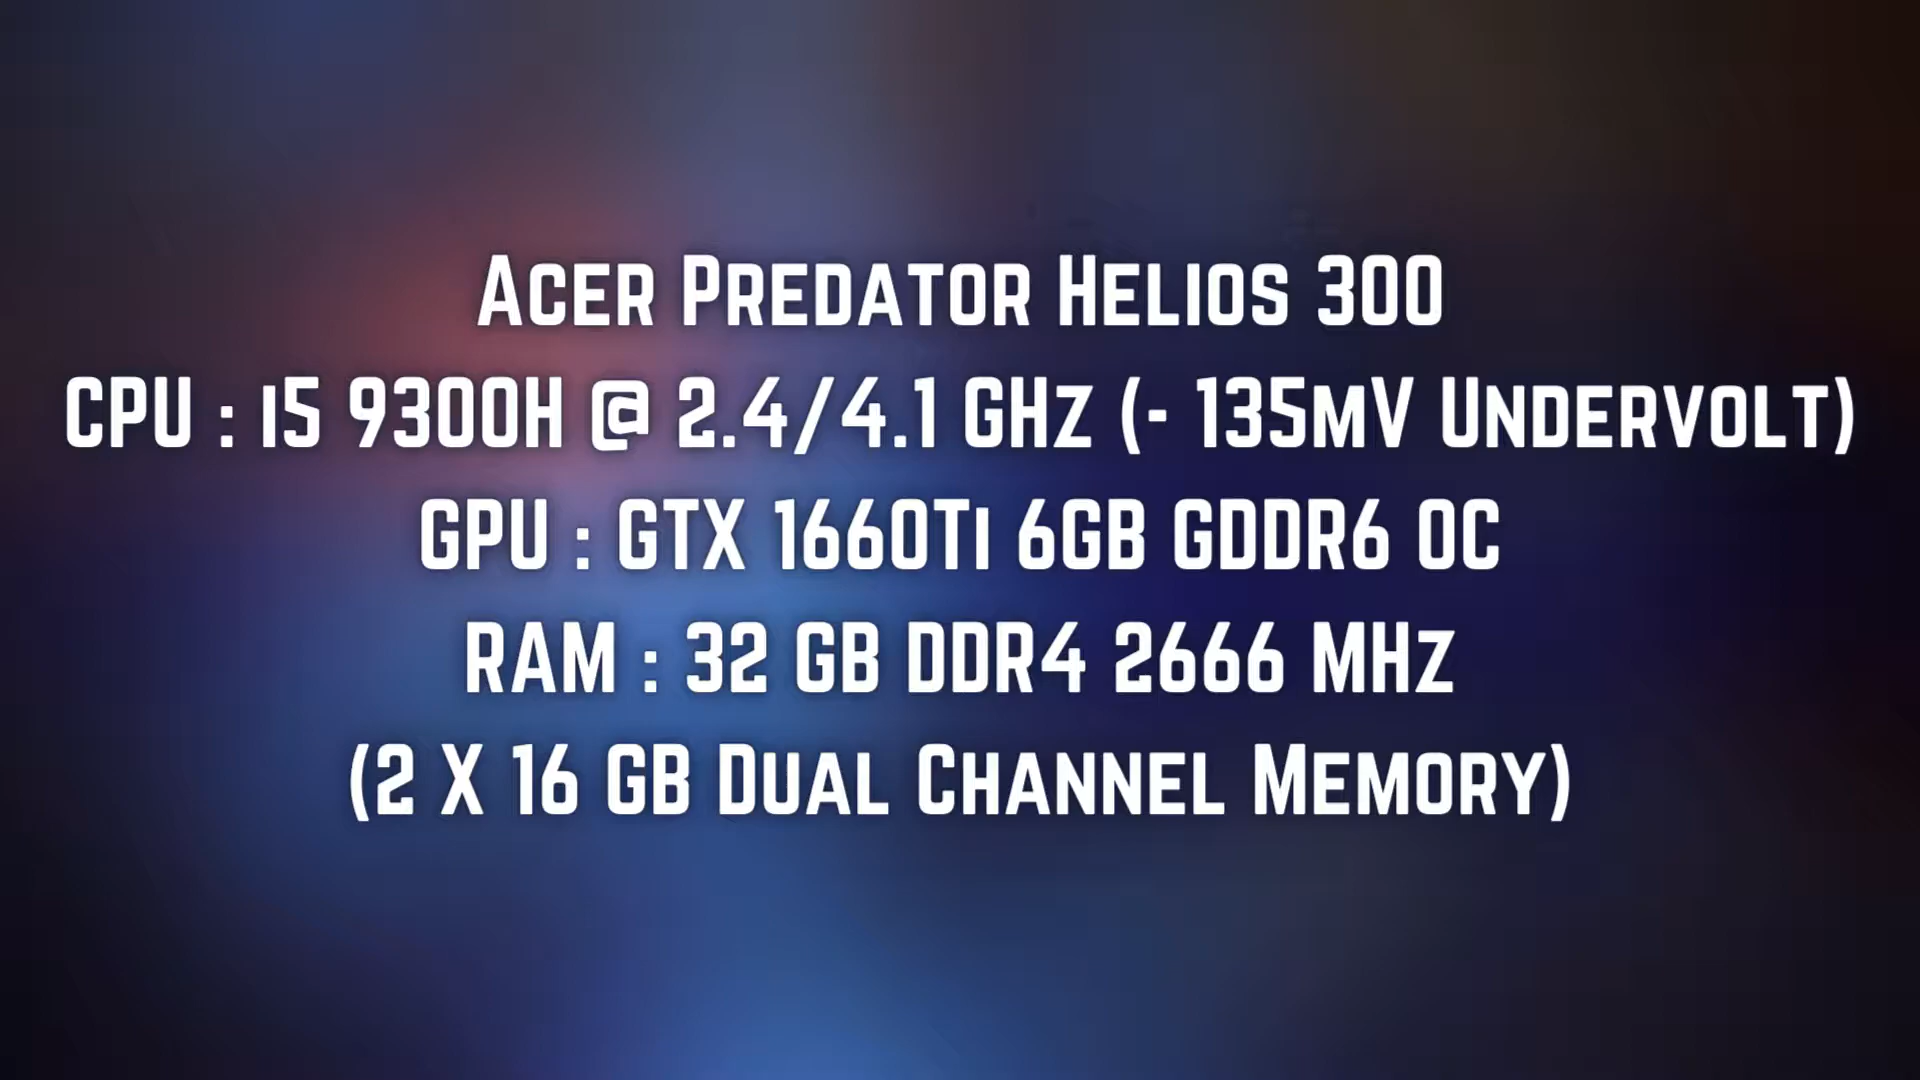 Acer Predator Helios 300
CPU : i5 9300H @ 2.4/4.1 GHz (- 135mV Undervolt)
GPU : GTX 1660Ti 6GB GDDR6 OC
RAM : 32 GB DDR4 2666 MHz
(2 X 16 GB Dual Channel Memory)